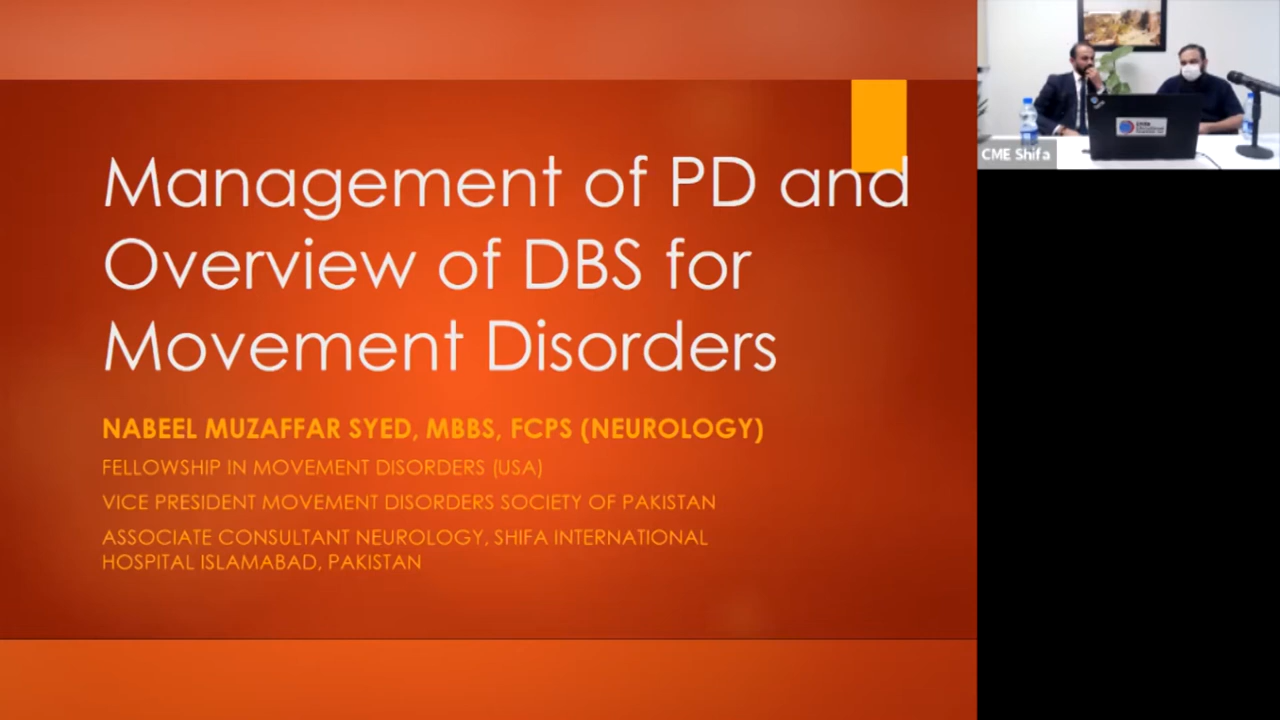 Management of PD and
Overview of DBS for
Movement Disorders
NABEEL MUZAFFAR SYED, MBBS, FCPS (NEUROLOGY)
FELLOWSHIP IN MOVEMENT DISORDERS (USA)
VICE PRESIDENT MOVEMENT DISORDERS SOCIETY OF PAKISTAN
ASSOCIATE CONSULTANT NEUROLOGY, SHIFA INTERNATIONAL
HOSPITAL ISLAMABAD, PAKISTAN
CME Shifa